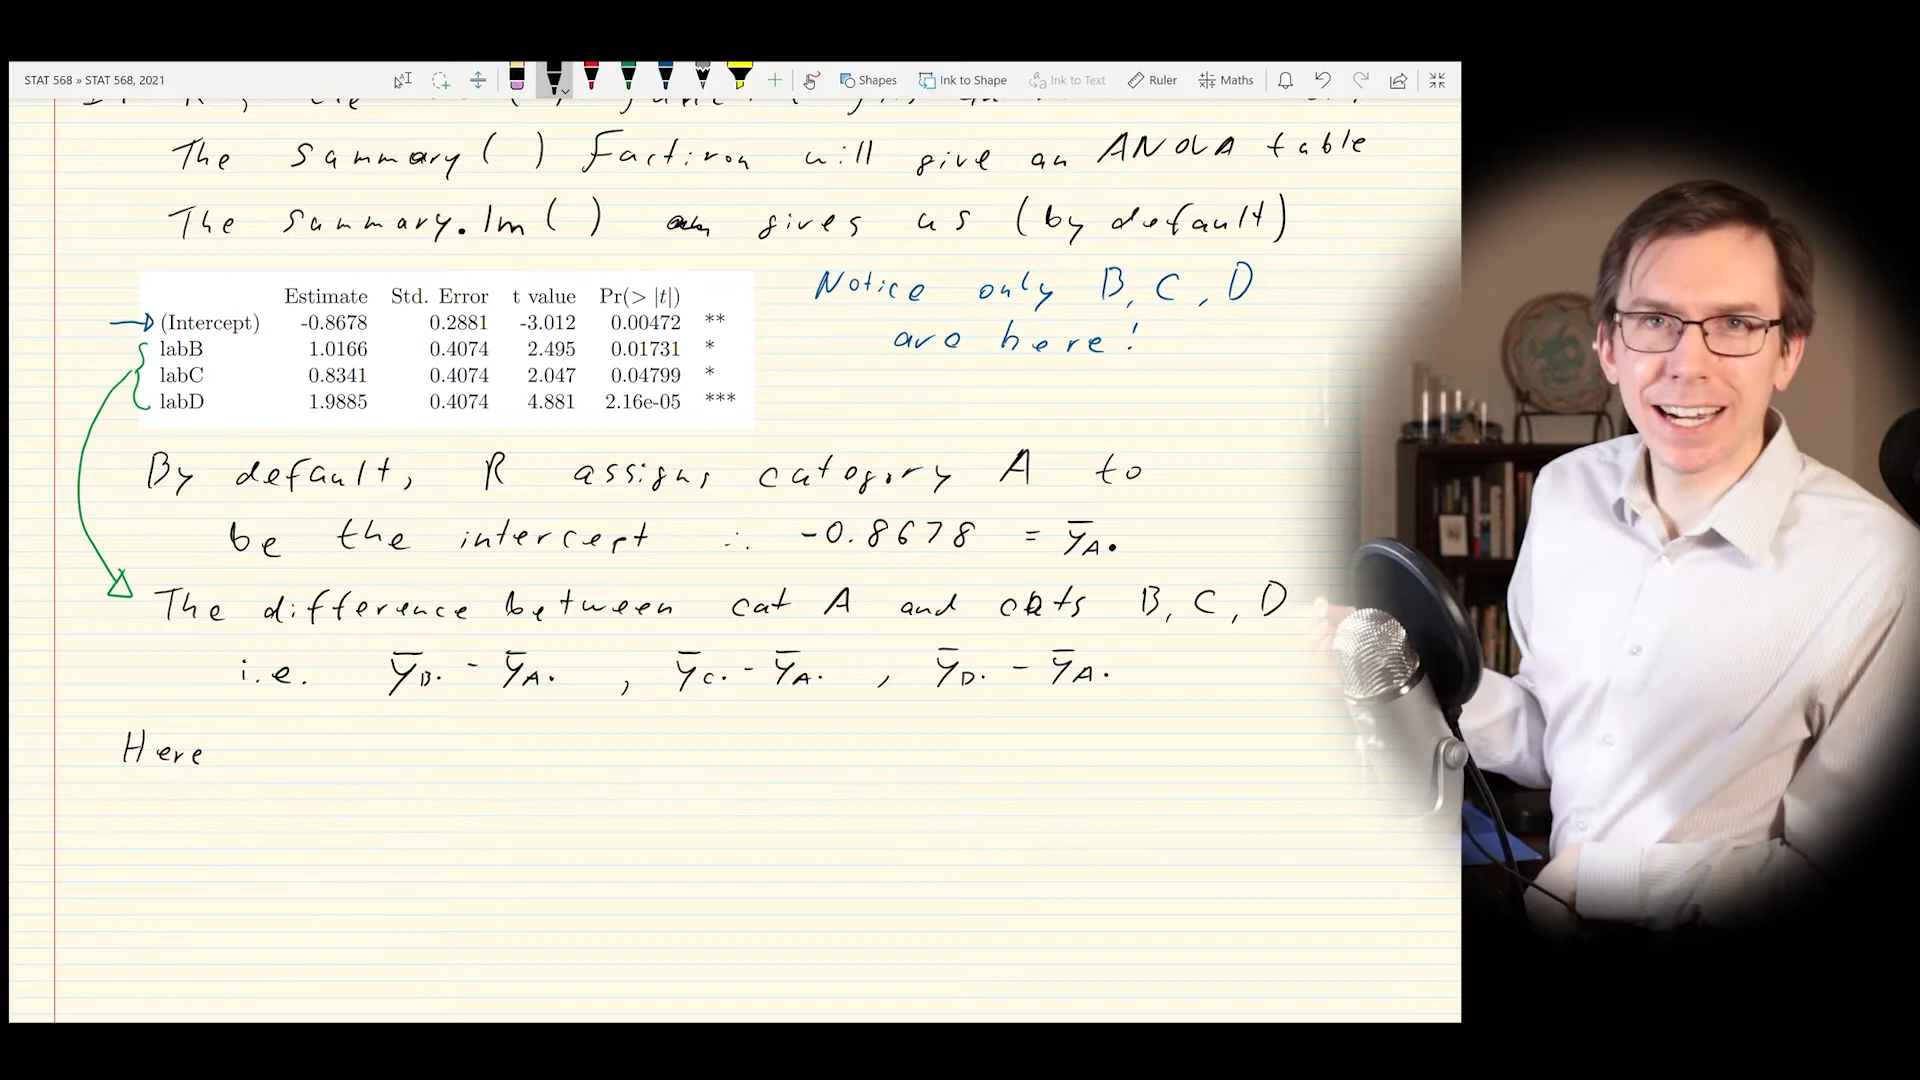 STAT 568 » STAT 568, 2021
Shapes Ink to Shape Ink to Text Ruler Maths
The summary( ) Factiron will give an ANOVA table
The summary.lm( ) gives us (by default)
Estimate Std. Error t value Pr(> |t|)
(Intercept) -0.8678 0.2881 -3.012 0.00472 **
labB 1.0166 0.4074 2.495 0.01731 *
labC 0.8341 0.4074 2.047 0.04799 *
labD 1.9885 0.4074 4.881 2.16e-05 ***
Notice only B, C, D
are here!
By default, R assigns category A to
be the intercept ∴ -0.8678 = ȳA.
The difference between cat A and cats B, C, D
i.e. ȳB. - ȳA. , ȳC. - ȳA. , ȳD. - ȳA.
Here